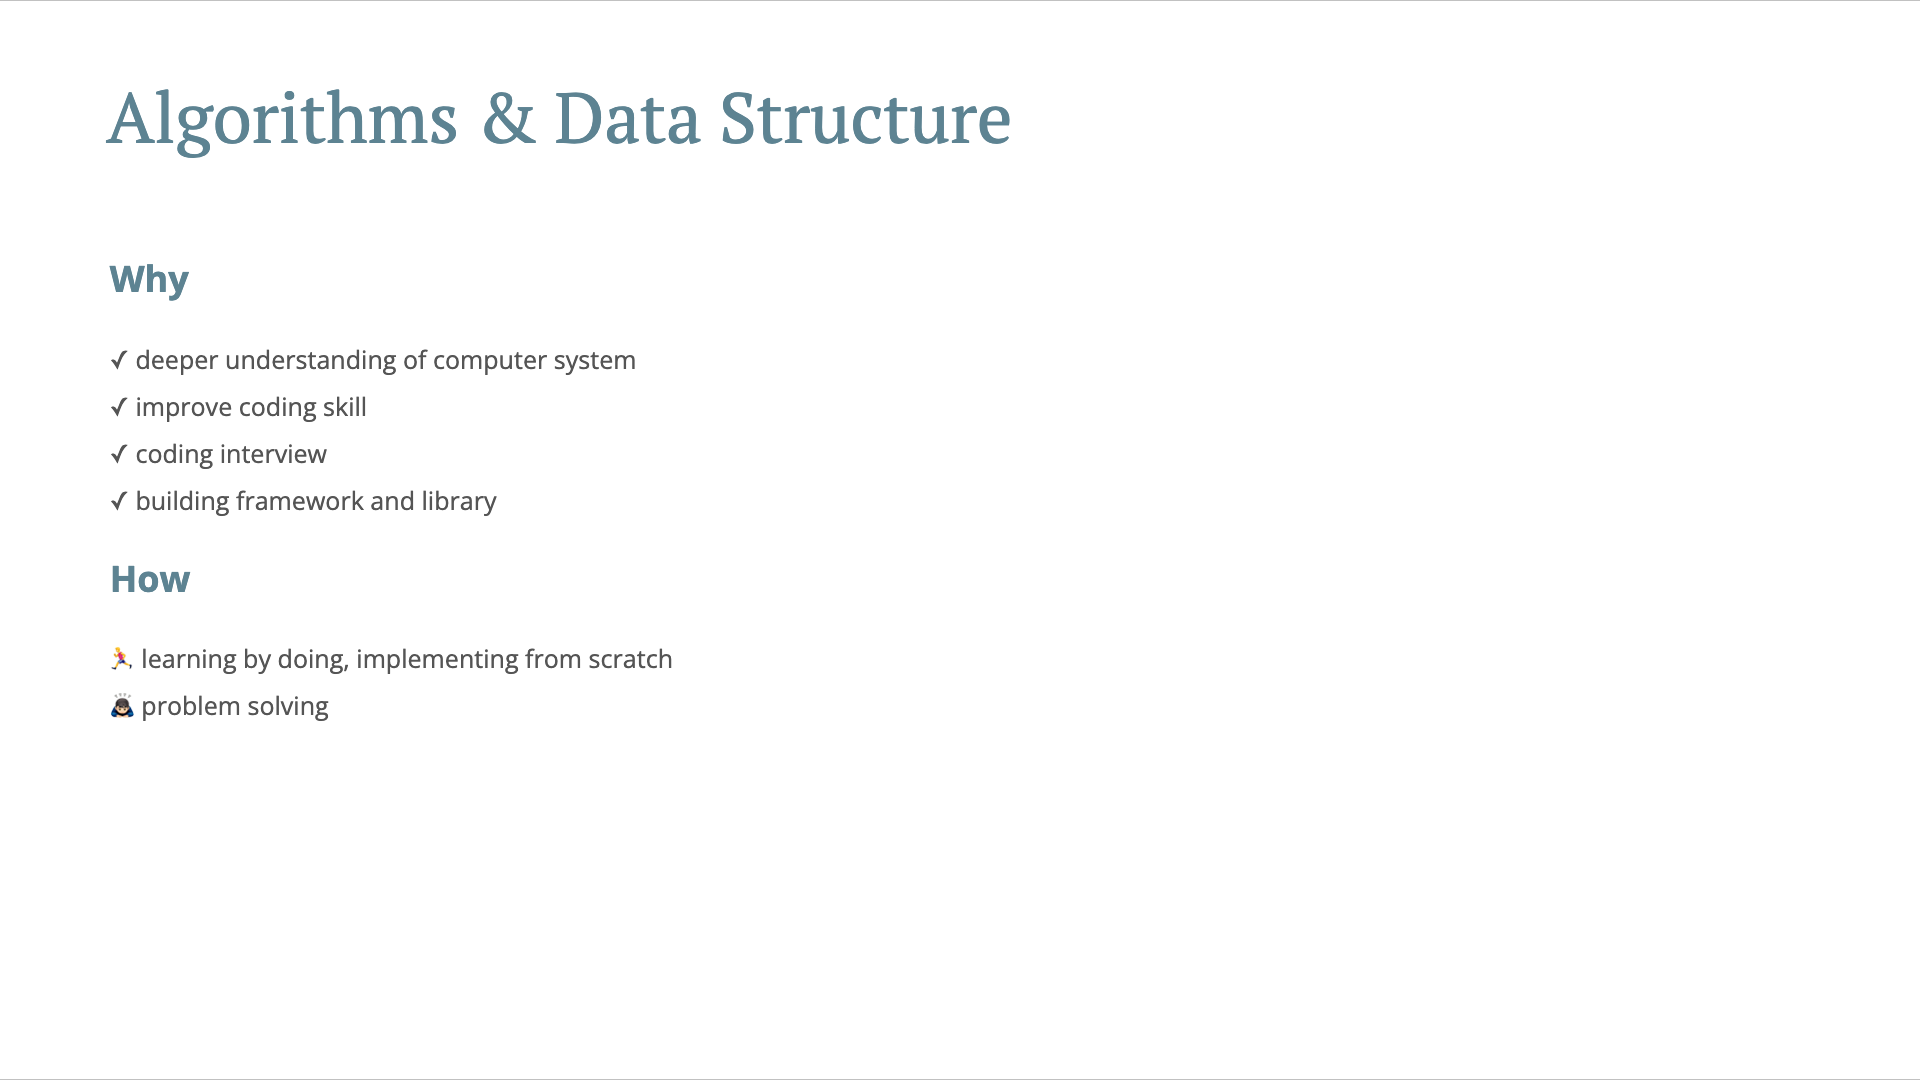 Algorithms & Data Structure
Why
✓ deeper understanding of computer system
✓ improve coding skill
✓ coding interview
✓ building framework and library
How
🏃‍♀️ learning by doing, implementing from scratch
🙇🏻 problem solving